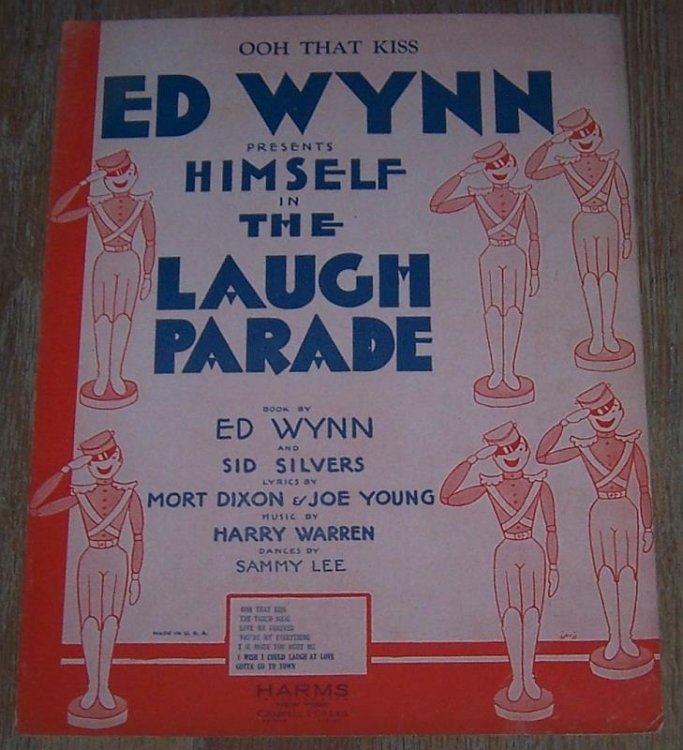 OOH THAT KISS
ED WYNN
PRESENTS
HIMSELF
IN
THE
LAUGH
PARADE
BOOK BY
ED WYNN
AND
SID SILVERS
LYRICS BY
MORT DIXON & JOE YOUNG
MUSIC BY
HARRY WARREN
DANCES BY
SAMMY LEE
MADE IN U. S. A.
OOH THAT KISS
THE TORCH SONG
LOVE ME FOREVER
YOU'RE MY EVERYTHING
YOU HURT ME
I WISH I COULD LAUGH AT LOVE
GOTTA GO TO TOWN
HARMS
NEW YORK